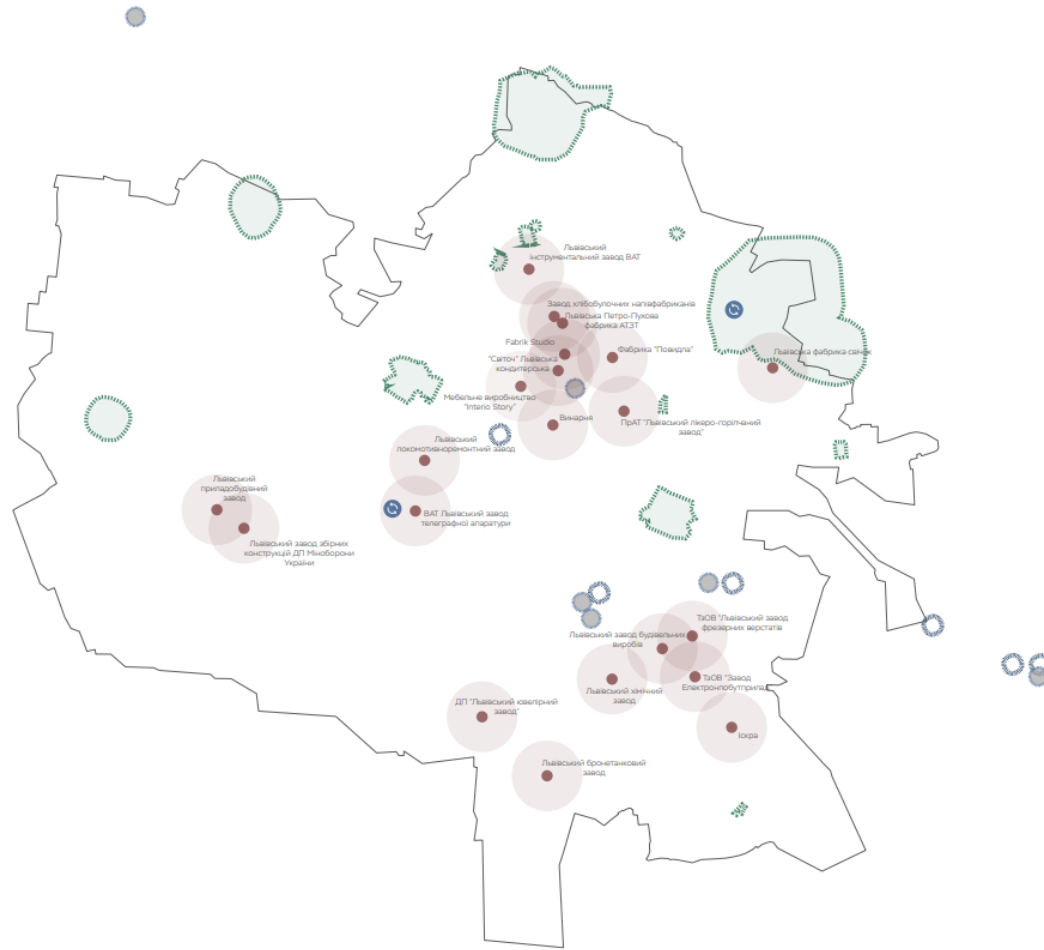 Львівський
інструментальний завод ВАТ
Завод хлібобулочних напівфабриканів
Львівська Петро-Пухова
фабрика АТЗТ
Fabrik Studio
Фабрика "Повидла"
Львівська фабрика свічок
"Світоч" Львівська
кондитерська
Мебельне виробництво
"Interio Story"
Винарня
ПрАТ "Львівський лікеро-горілчаний
завод"
Львівський
локомотиворемонтний завод
Львівський
приладобудівний
завод
ВАТ Львівський завод
телеграфної апаратури
Львівський завод збірних
конструкцій ДП Міноборони
України
ТзОВ "Львівський завод
фрезерних верстатів
Львівський завод будівельних
виробів
ТзОВ "Завод
Електронпобутприлад
Львівський хімічний
завод
ДП "Львівський ювелірний
завод"
Іскра
Львівський бронетанковий
завод